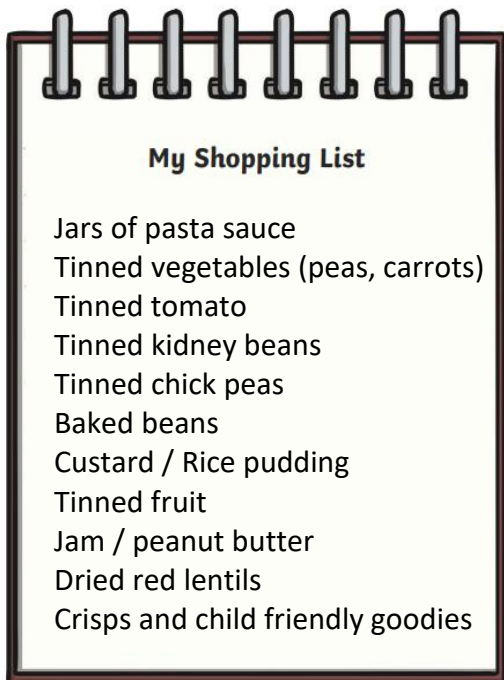 My Shopping List
Jars of pasta sauce
Tinned vegetables (peas, carrots)
Tinned tomato
Tinned kidney beans
Tinned chick peas
Baked beans
Custard / Rice pudding
Tinned fruit
Jam / peanut butter
Dried red lentils
Crisps and child friendly goodies